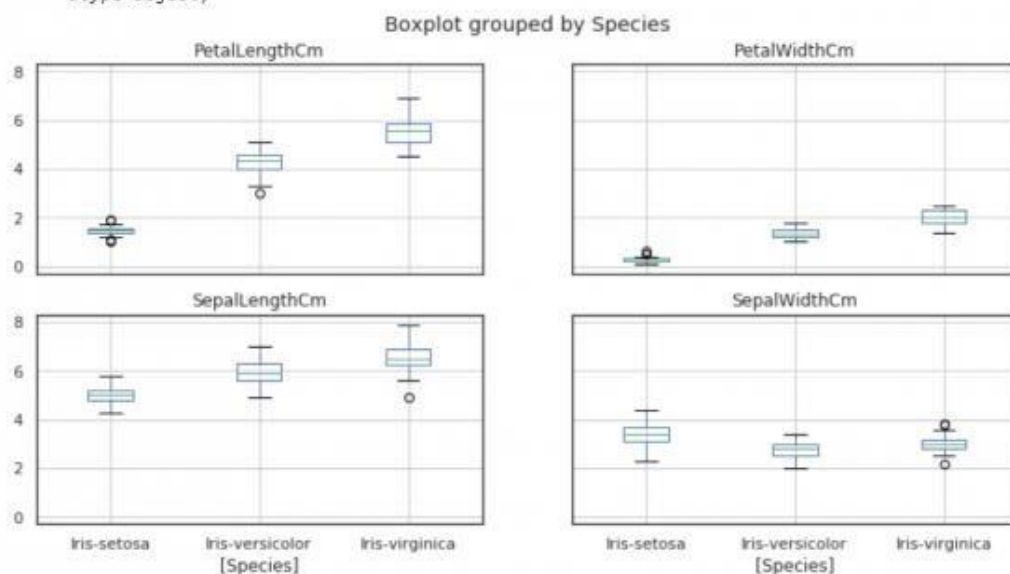 Boxplot grouped by Species
PetalLengthCm PetalWidthCm
8
6
4
2
0
SepalLengthCm SepalWidthCm
8
6
4
2
0
Iris-setosa Iris-versicolor Iris-virginica Iris-setosa Iris-versicolor Iris-virginica
[Species] [Species]